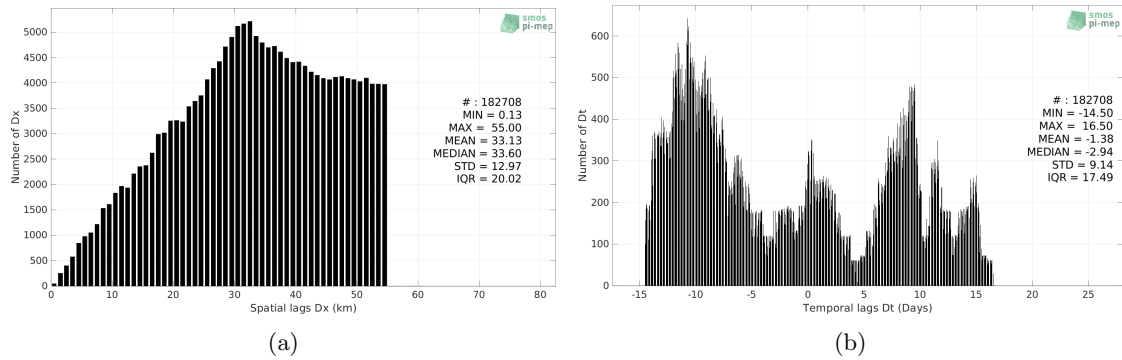 smos
pi-mep
5000
4500
4000
3500
3000
2500
2000
1500
1000
500
0
Number of Dx
# : 182708
MIN = 0.13
MAX = 55.00
MEAN = 33.13
MEDIAN = 33.60
STD = 12.97
IQR = 20.02
0 10 20 30 40 50 60 70 80
Spatial lags Dx (km)
(a)
smos
pi-mep
600
500
400
300
200
100
0
Number of Dt
# : 182708
MIN = -14.50
MAX = 16.50
MEAN = -1.38
MEDIAN = -2.94
STD = 9.14
IQR = 17.49
-15 -10 -5 0 5 10 15 20 25
Temporal lags Dt (Days)
(b)